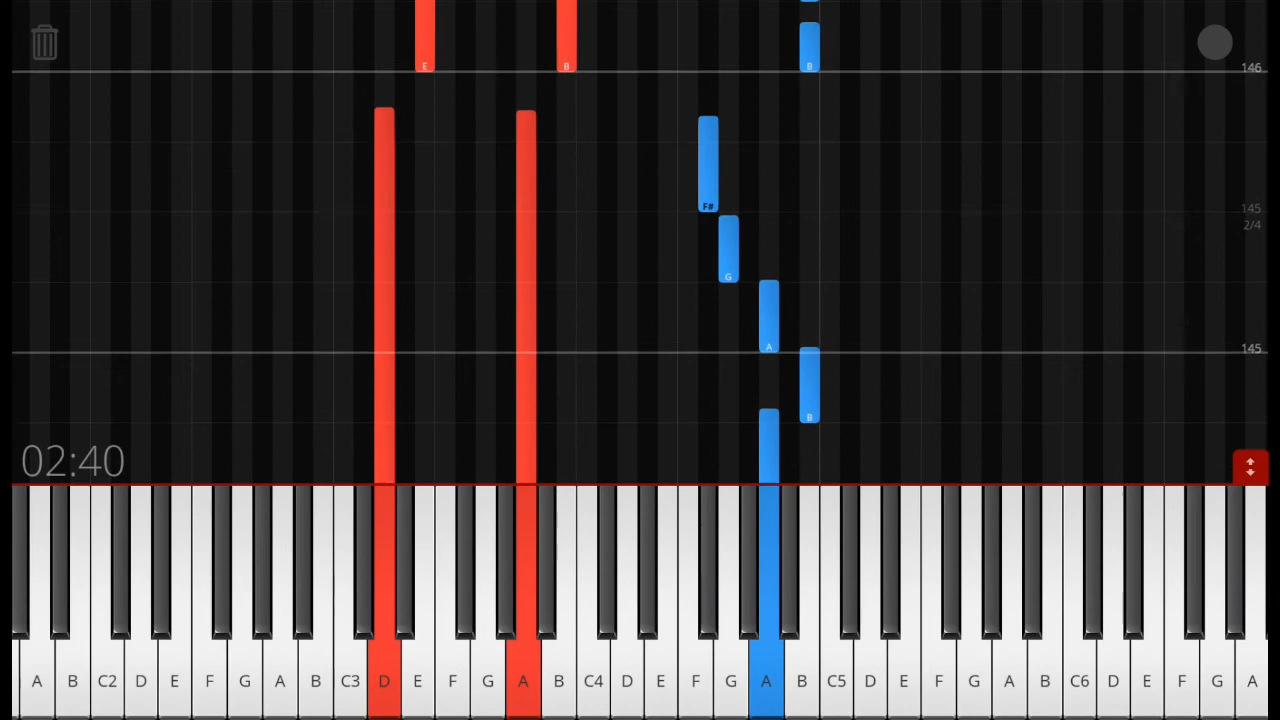 E B B
146
F# 145
2/4
G
A 145
B
02:40
A B C2 D E F G A B C3 D E F G A B C4 D E F G A B C5 D E F G A B C6 D E F G A